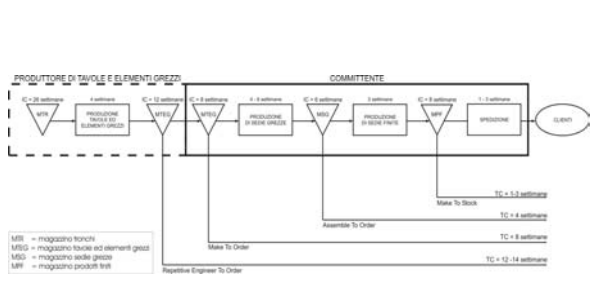 PRODUTTORE DI TAVOLE E ELEMENTI GREZZI
COMMITTENTE
IC = 26 settimane
4 settimane
IC = 12 settimane
IC = 8 settimane
IC = 6 settimane
3 settimane
IC = 8 settimane
1 - 3 settimane
MTR
PRODUZIONE
TAVOLE ED
ELEMENTI GREZZI
MTEG
MTEG
PRODUZIONE
DI SEDIE GREZZE
MSG
PRODUZIONE
DI SEDIE FINITE
MPF
SPEDIZIONE
CLIENTI
TC = 1-3 settimane
Make To Stock
TC = 4 settimane
Assemble To Order
TC = 8 settimane
Make To Order
TC = 12 -14 settimane
Repetitive Engineer To Order
MTR = magazzino tronchi
MTEG = magazzino tavole ed elementi grezzi
MSG = magazzino sedie grezze
MPF = magazzino prodotti finiti